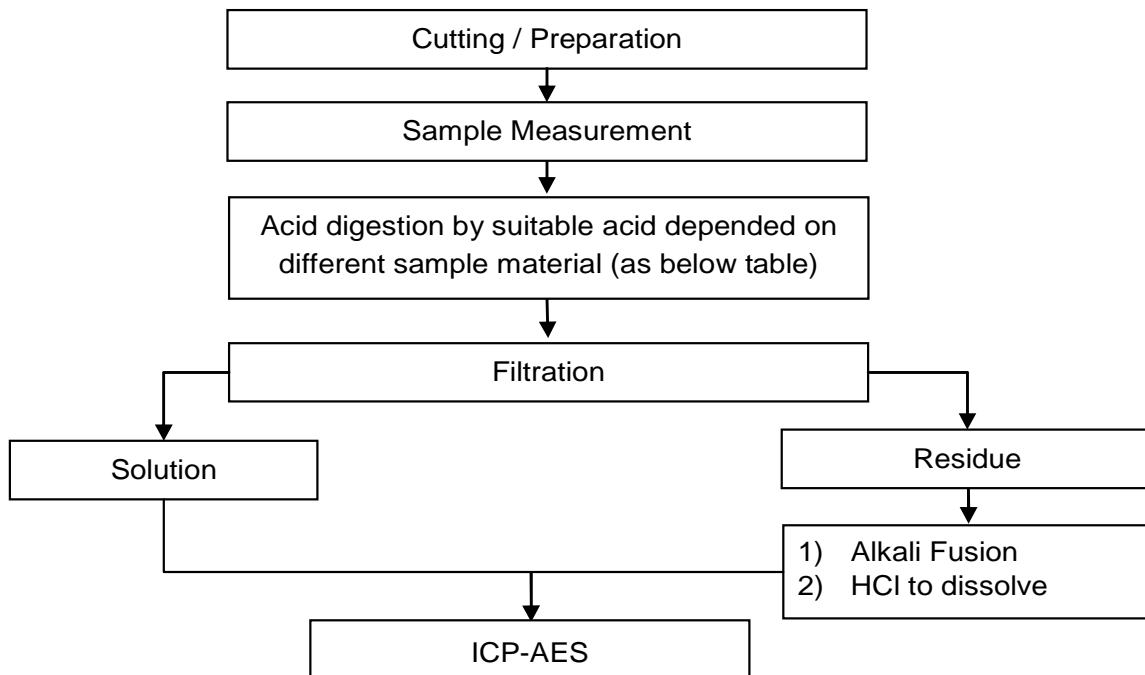 Cutting / Preparation
Sample Measurement
Acid digestion by suitable acid depended on
different sample material (as below table)
Filtration
Solution
Residue
1) Alkali Fusion
2) HCl to dissolve
ICP-AES